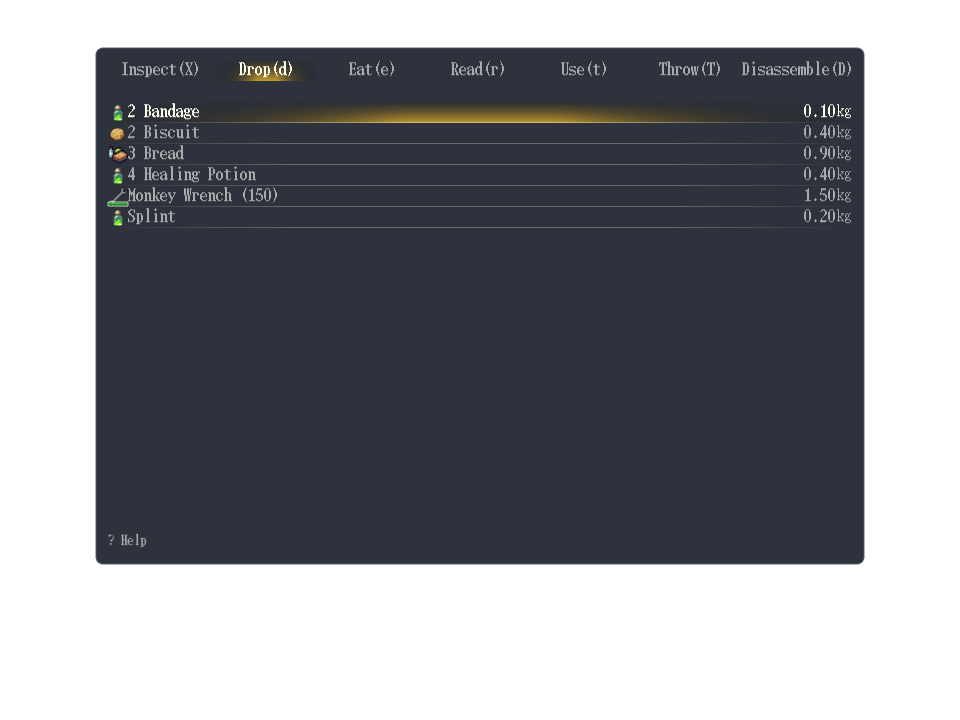 Inspect(X) Drop(d) Eat(e) Read(r) Use(t) Throw(T) Disassemble(D)
2 Bandage 0.10kg
2 Biscuit 0.40kg
3 Bread 0.90kg
4 Healing Potion 0.40kg
Monkey Wrench (150) 1.50kg
Splint 0.20kg
? Help